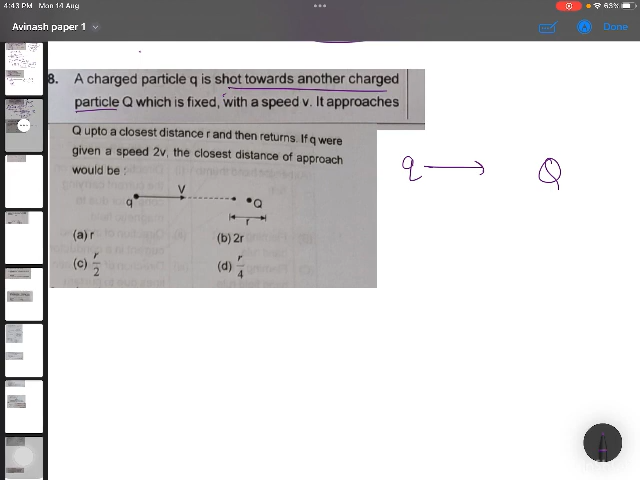 4:43 PM Mon 14 Aug
63%
Avinash paper 1
Done
8. A charged particle q is shot towards another charged
particle Q which is fixed, with a speed v. It approaches
Q upto a closest distance r and then returns. If q were
given a speed 2v, the closest distance of approach
would be :
q V Q
r
(a) r (b) 2r
(c) r/2 (d) r/4
q Q